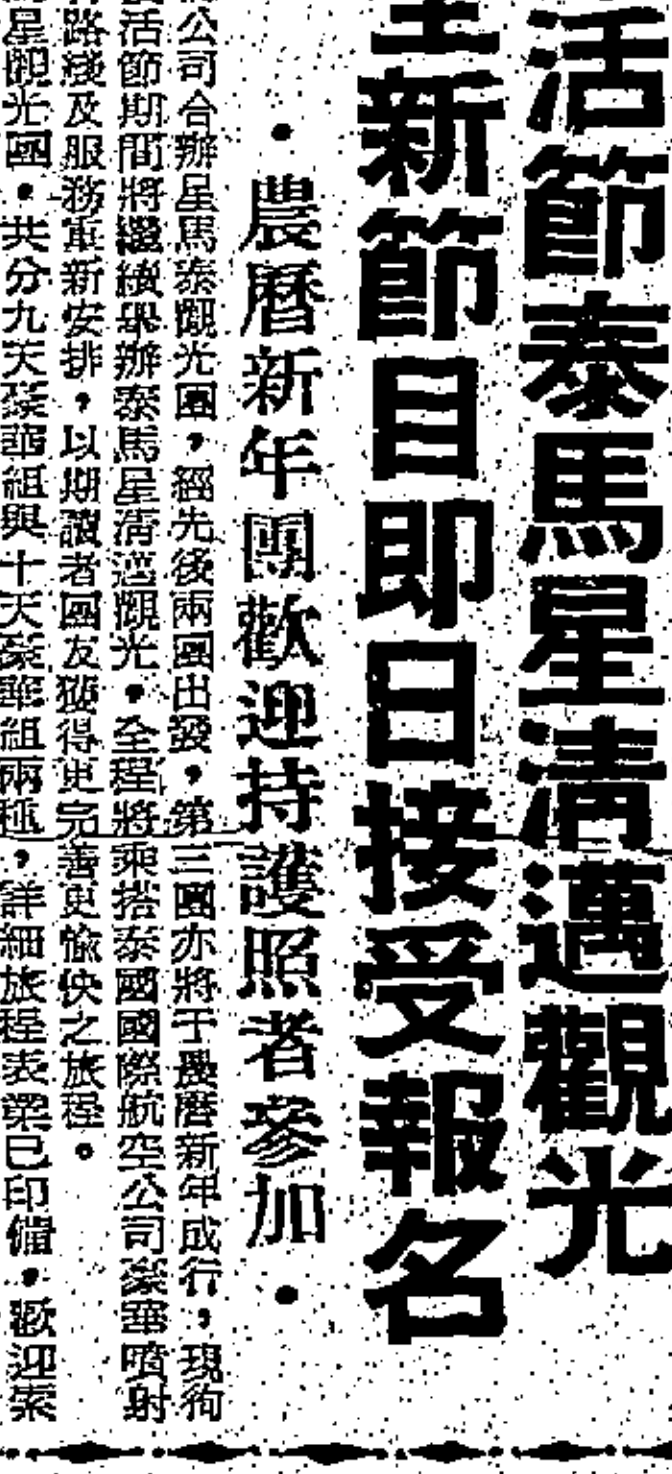 活節泰馬星清邁觀光
全新節目即日接受報名
・農曆新年團歡迎持護照者參加・
公司合辦星馬泰觀光團，經先後兩團出發，第三團亦將于農曆新年成行，現徇
活節期間將繼續舉辦泰馬星清邁觀光。全程將乘搭泰國國際航空公司豪華噴射
路綫及服務重新安排，以期讀者團友獲得更完善更愉快之旅程。
星觀光團。共分九天豪華組與十天豪華組兩種，詳細旅程表業已印備。歡迎索